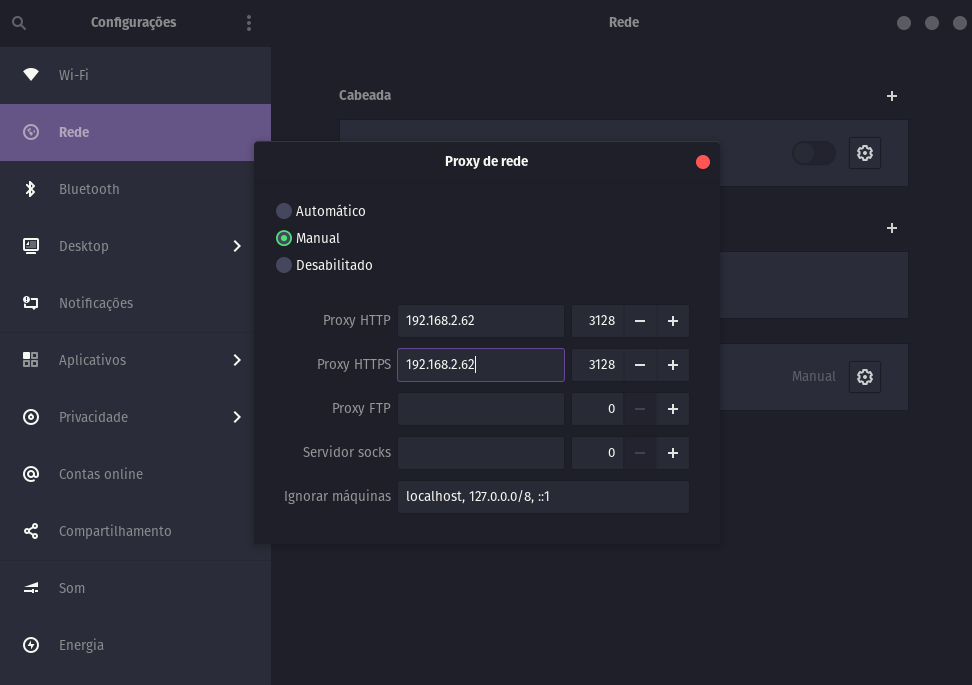 Configurações
Rede
Wi-Fi
Rede
Bluetooth
Desktop
Notificações
Aplicativos
Privacidade
Contas online
Compartilhamento
Som
Energia
Cabeada
Manual
Proxy de rede
Automático
Manual
Desabilitado
Proxy HTTP 192.168.2.62 3128
Proxy HTTPS 192.168.2.62 3128
Proxy FTP 0
Servidor socks 0
Ignorar máquinas localhost, 127.0.0.0/8, ::1